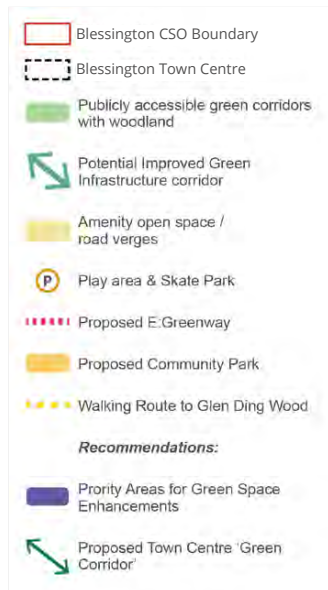 Blessington CSO Boundary
Blessington Town Centre
Publicly accessible green corridors
with woodland
Potential Improved Green
Infrastructure corridor
Amenity open space /
road verges
P Play area & Skate Park
Proposed E:Greenway
Proposed Community Park
Walking Route to Glen Ding Wood
Recommendations:
Prority Areas for Green Space
Enhancements
Proposed Town Centre 'Green
Corridor'